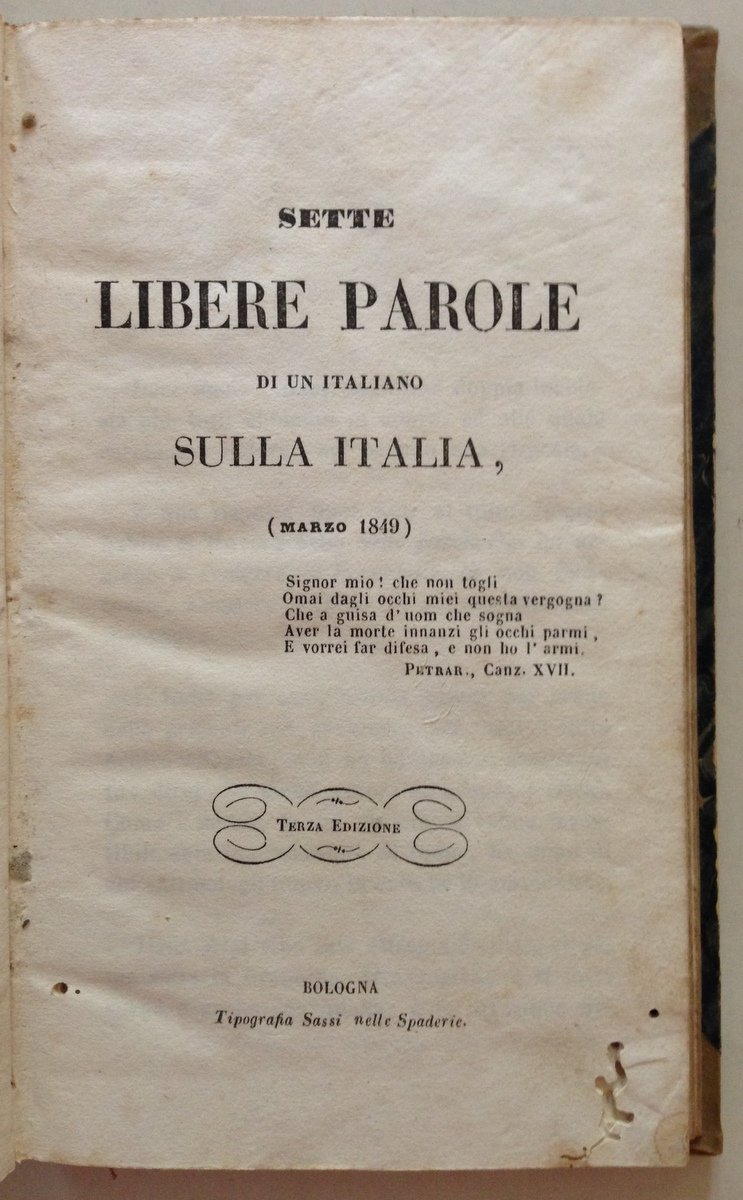 SETTE
LIBERE PAROLE
DI UN ITALIANO
SULLA ITALIA,
(MARZO 1849)
Signor mio! che non togli
Omai dagli occhi miei questa vergogna?
Che a guisa d'uom che sogna
Aver la morte innanzi gli occhi parmi,
E vorrei far difesa, e non ho l'armi.
PETRAR., Canz. XVII.
TERZA EDIZIONE
BOLOGNA
Tipografia Sassi nelle Spaderie.